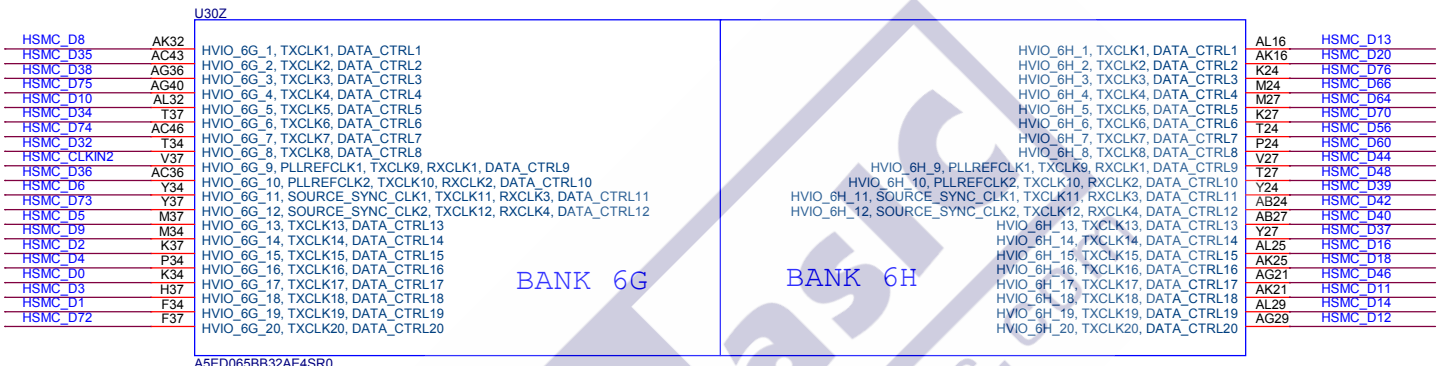 U30Z
HSMC_D8 AK32 HVIO_6G_1, TXCLK1, DATA_CTRL1 HVIO_6H_1, TXCLK1, DATA_CTRL1 AL16 HSMC_D13
HSMC_D35 AC43 HVIO_6G_2, TXCLK2, DATA_CTRL2 HVIO_6H_2, TXCLK2, DATA_CTRL2 AK16 HSMC_D20
HSMC_D38 AG36 HVIO_6G_3, TXCLK3, DATA_CTRL3 HVIO_6H_3, TXCLK3, DATA_CTRL3 K24 HSMC_D76
HSMC_D75 AG40 HVIO_6G_4, TXCLK4, DATA_CTRL4 HVIO_6H_4, TXCLK4, DATA_CTRL4 M24 HSMC_D66
HSMC_D10 AL32 HVIO_6G_5, TXCLK5, DATA_CTRL5 HVIO_6H_5, TXCLK5, DATA_CTRL5 M27 HSMC_D64
HSMC_D34 T37 HVIO_6G_6, TXCLK6, DATA_CTRL6 HVIO_6H_6, TXCLK6, DATA_CTRL6 K27 HSMC_D70
HSMC_D74 AC46 HVIO_6G_7, TXCLK7, DATA_CTRL7 HVIO_6H_7, TXCLK7, DATA_CTRL7 T24 HSMC_D56
HSMC_D32 T34 HVIO_6G_8, TXCLK8, DATA_CTRL8 HVIO_6H_8, TXCLK8, DATA_CTRL8 P24 HSMC_D60
HSMC_CLKIN2 V37 HVIO_6G_9, PLLREFCLK1, TXCLK9, RXCLK1, DATA_CTRL9 HVIO_6H_9, PLLREFCLK1, TXCLK9, RXCLK1, DATA_CTRL9 V27 HSMC_D44
HSMC_D36 AC36 HVIO_6G_10, PLLREFCLK2, TXCLK10, RXCLK2, DATA_CTRL10 HVIO_6H_10, PLLREFCLK2, TXCLK10, RXCLK2, DATA_CTRL10 T27 HSMC_D48
HSMC_D6 Y34 HVIO_6G_11, SOURCE_SYNC_CLK1, TXCLK11, RXCLK3, DATA_CTRL11 HVIO_6H_11, SOURCE_SYNC_CLK1, TXCLK11, RXCLK3, DATA_CTRL11 Y24 HSMC_D39
HSMC_D73 Y37 HVIO_6G_12, SOURCE_SYNC_CLK2, TXCLK12, RXCLK4, DATA_CTRL12 HVIO_6H_12, SOURCE_SYNC_CLK2, TXCLK12, RXCLK4, DATA_CTRL12 AB24 HSMC_D42
HSMC_D5 M37 HVIO_6G_13, TXCLK13, DATA_CTRL13 HVIO_6H_13, TXCLK13, DATA_CTRL13 AB27 HSMC_D40
HSMC_D9 M34 HVIO_6G_14, TXCLK14, DATA_CTRL14 HVIO_6H_14, TXCLK14, DATA_CTRL14 Y27 HSMC_D37
HSMC_D2 K37 HVIO_6G_15, TXCLK15, DATA_CTRL15 HVIO_6H_15, TXCLK15, DATA_CTRL15 AL25 HSMC_D16
HSMC_D4 P34 HVIO_6G_16, TXCLK16, DATA_CTRL16 HVIO_6H_16, TXCLK16, DATA_CTRL16 AK25 HSMC_D18
HSMC_D0 K34 HVIO_6G_17, TXCLK17, DATA_CTRL17 BANK 6G BANK 6H HVIO_6H_17, TXCLK17, DATA_CTRL17 AG21 HSMC_D46
HSMC_D3 H37 HVIO_6G_18, TXCLK18, DATA_CTRL18 HVIO_6H_18, TXCLK18, DATA_CTRL18 AK21 HSMC_D11
HSMC_D1 F34 HVIO_6G_19, TXCLK19, DATA_CTRL19 HVIO_6H_19, TXCLK19, DATA_CTRL19 AL29 HSMC_D14
HSMC_D72 F37 HVIO_6G_20, TXCLK20, DATA_CTRL20 HVIO_6H_20, TXCLK20, DATA_CTRL20 AG29 HSMC_D12
A5ED065BB32AE4SR0
asic
.com